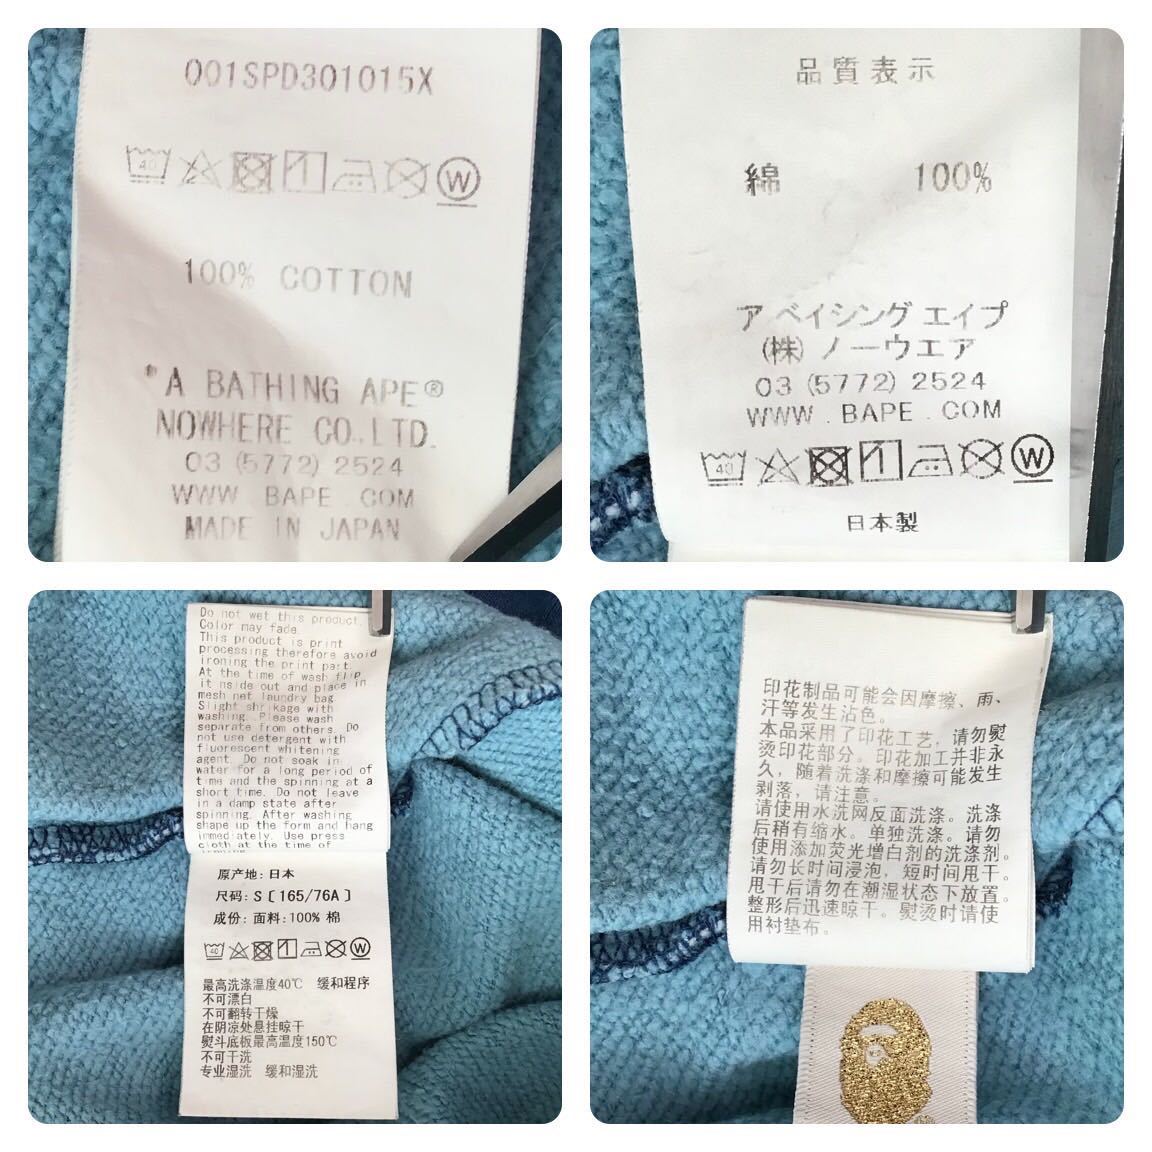 001SPD301015X
40
100% COTTON
A BATHING APE®
NOWHERE CO.,LTD.
03 (5772) 2524
WWW . BAPE . COM
MADE IN JAPAN
品質表示
綿 100%
ア ベイシング エイプ
(株) ノーウエア
03 (5772) 2524
WWW . BAPE . COM
40
W
日本製
Do not wet this product.
Color may fade.
This product is print
processing therefore avoid
ironing the print part.
At the time of wash flip
it nside out and place in
mesh net laundry bag
Slight shrikage with
washing. Please wash
separate from others. Do
not use detergent with
fluorescent whitening
agent. Do not soak in
water for a long period of
time and the spinning at a
short time. Do not leave
in a damp state after
spinning. After washing
shape up the form and hang
immediately. Use press
cloth at the time of
原产地: 日本
尺码: S [165/76A]
成份: 面料: 100% 棉
40
W
最高洗涤温度40℃ 缓和程序
不可漂白
不可翻转干燥
在阴凉处悬挂晾干
熨斗底板最高温度150℃
不可干洗
专业湿洗 缓和湿洗
印花制品可能会因摩擦、雨、
汗等发生沾色。
本品采用了印花工艺，请勿熨
烫印花部分。印花加工并非永
久，随着洗涤和摩擦可能发生
剥落，请注意。
请使用水洗网反面洗涤。洗涤
后稍有缩水。单独洗涤。请勿
使用添加荧光增白剂的洗涤剂。
请勿长时间浸泡，短时间甩干。
甩干后请勿在潮湿状态下放置。
整形后迅速晾干。熨烫时请使
用衬垫布。